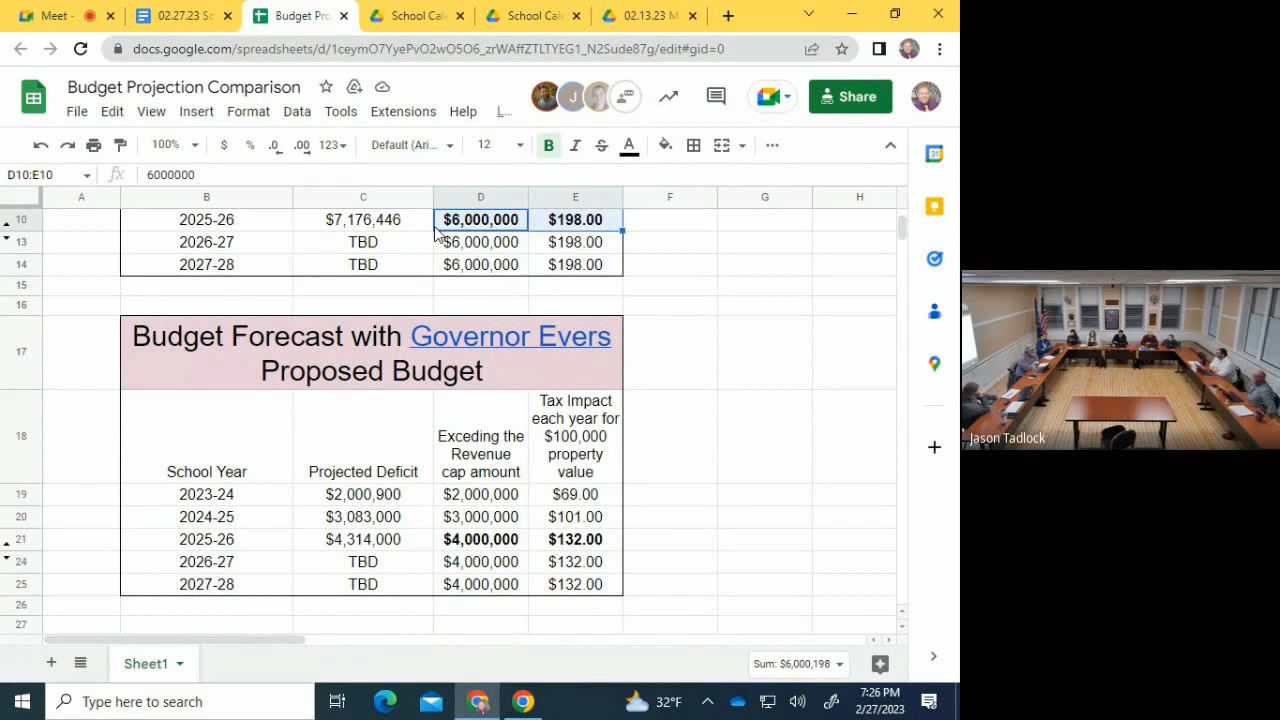 Meet -
02.27.23 Sc
Budget Pro
School Cale
School Cale
02.13.23 M
docs.google.com/spreadsheets/d/1ceymO7YyePvO2wO5O6_zrWAffZTLTYEG1_N2Sude87g/edit#gid=0
Budget Projection Comparison
File Edit View Insert Format Data Tools Extensions Help L...
Share
100% $ % .0 .00 123 Default (Ari... 12 B I S A
D10:E10 fx 6000000
A B C D E F G H
10 2025-26 $7,176,446 $6,000,000 $198.00
13 2026-27 TBD $6,000,000 $198.00
14 2027-28 TBD $6,000,000 $198.00
15
16
17 Budget Forecast with Governor Evers
Proposed Budget
18 School Year Projected Deficit
Exceding the
Revenue
cap amount
Tax Impact
each year for
$100,000
property
value
19 2023-24 $2,000,900 $2,000,000 $69.00
20 2024-25 $3,083,000 $3,000,000 $101.00
21 2025-26 $4,314,000 $4,000,000 $132.00
24 2026-27 TBD $4,000,000 $132.00
25 2027-28 TBD $4,000,000 $132.00
26
27
Sheet1
Sum: $6,000,198
Type here to search
32°F
7:26 PM
2/27/2023
Jason Tadlock
J
31